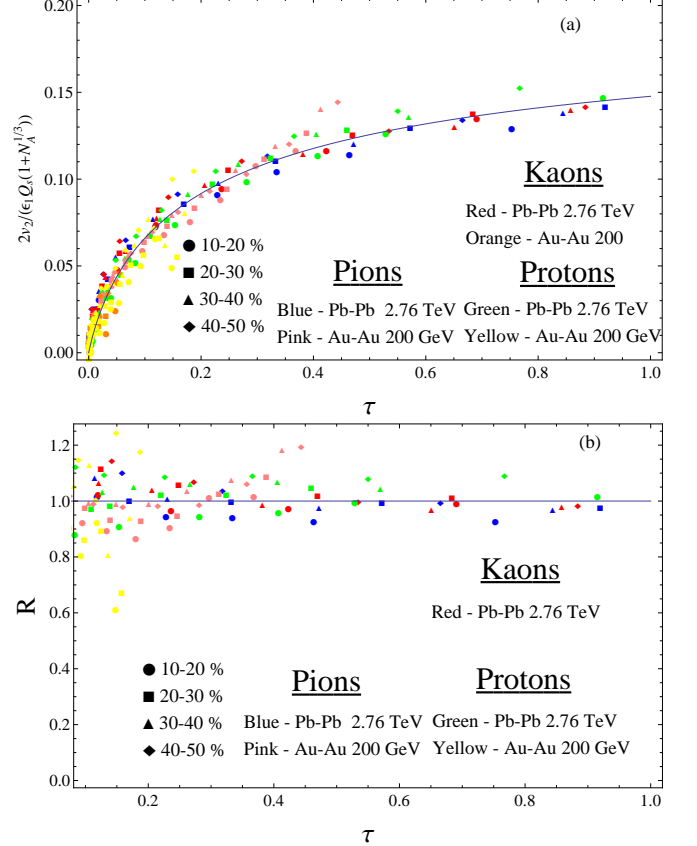 0.20
(a)
0.15
0.10
0.05
0.00
2v₂/(ϵ₁Qₛ(1+N_A^{1/3}))
Kaons
Red - Pb-Pb 2.76 TeV
Orange - Au-Au 200
10-20 %
20-30 %
30-40 %
40-50 %
Pions
Blue - Pb-Pb 2.76 TeV
Pink - Au-Au 200 GeV
Protons
Green - Pb-Pb 2.76 TeV
Yellow - Au-Au 200 GeV
0.0 0.2 0.4 0.6 0.8 1.0
τ
(b)
1.2
1.0
0.8
0.6
0.4
0.2
0.0
R
Kaons
Red - Pb-Pb 2.76 TeV
10-20 %
20-30 %
30-40 %
40-50 %
Pions
Blue - Pb-Pb 2.76 TeV
Pink - Au-Au 200 GeV
Protons
Green - Pb-Pb 2.76 TeV
Yellow - Au-Au 200 GeV
0.2 0.4 0.6 0.8 1.0
τ